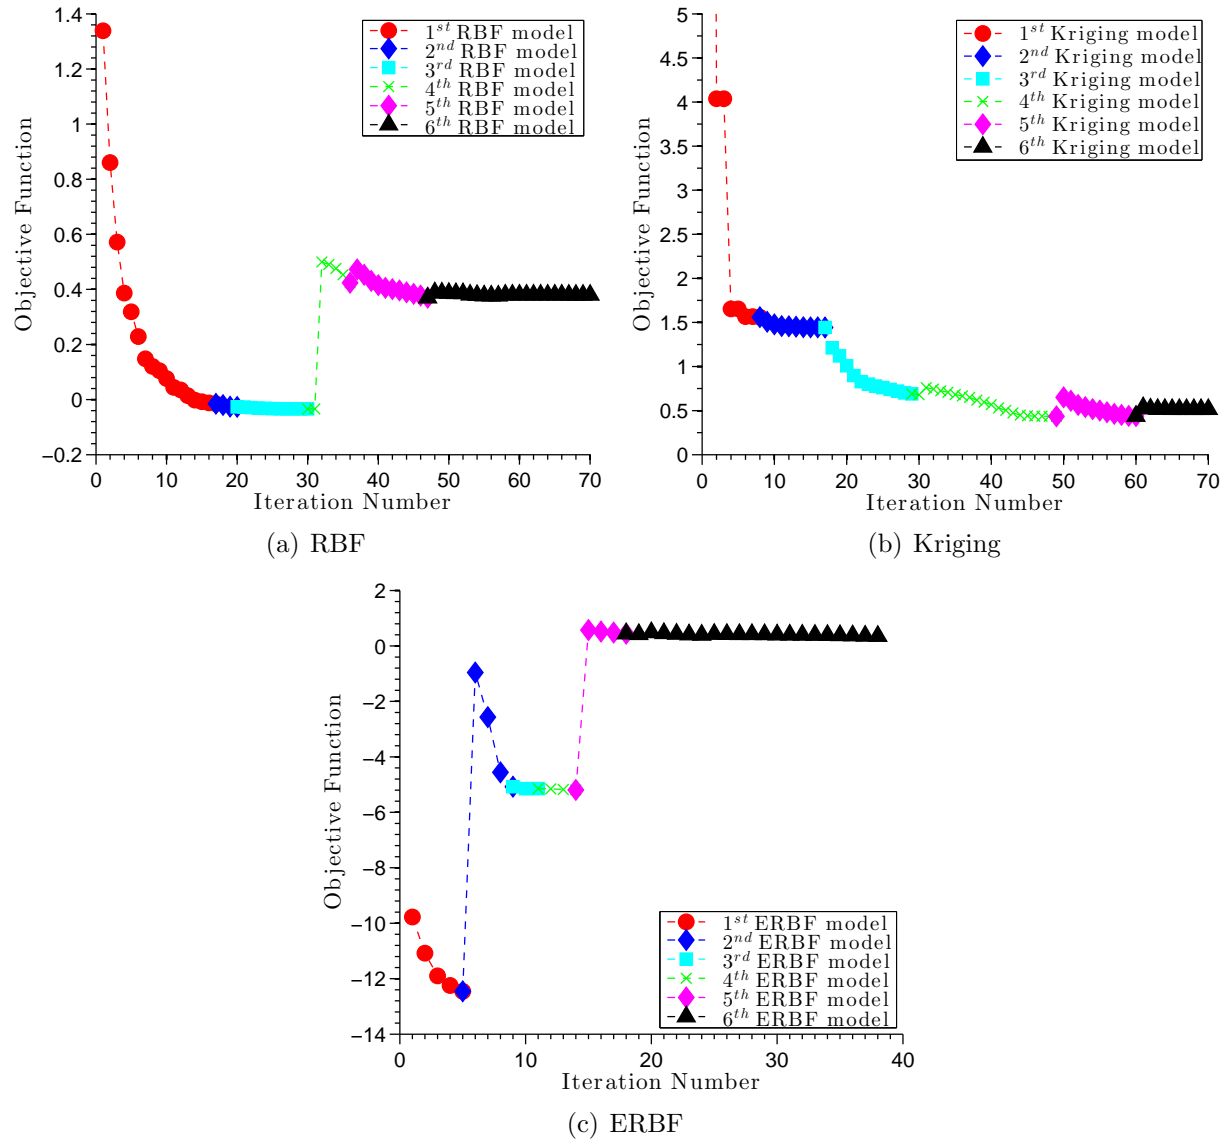 1.4
1.2
1
0.8
0.6
0.4
0.2
0
−0.2
Objective Function
0 10 20 30 40 50 60 70
Iteration Number
1st RBF model
2nd RBF model
3rd RBF model
4th RBF model
5th RBF model
6th RBF model
(a) RBF
5
4.5
4
3.5
3
2.5
2
1.5
1
0.5
0
Objective Function
0 10 20 30 40 50 60 70
Iteration Number
1st Kriging model
2nd Kriging model
3rd Kriging model
4th Kriging model
5th Kriging model
6th Kriging model
(b) Kriging
2
0
−2
−4
−6
−8
−10
−12
−14
Objective Function
0 10 20 30 40
Iteration Number
1st ERBF model
2nd ERBF model
3rd ERBF model
4th ERBF model
5th ERBF model
6th ERBF model
(c) ERBF